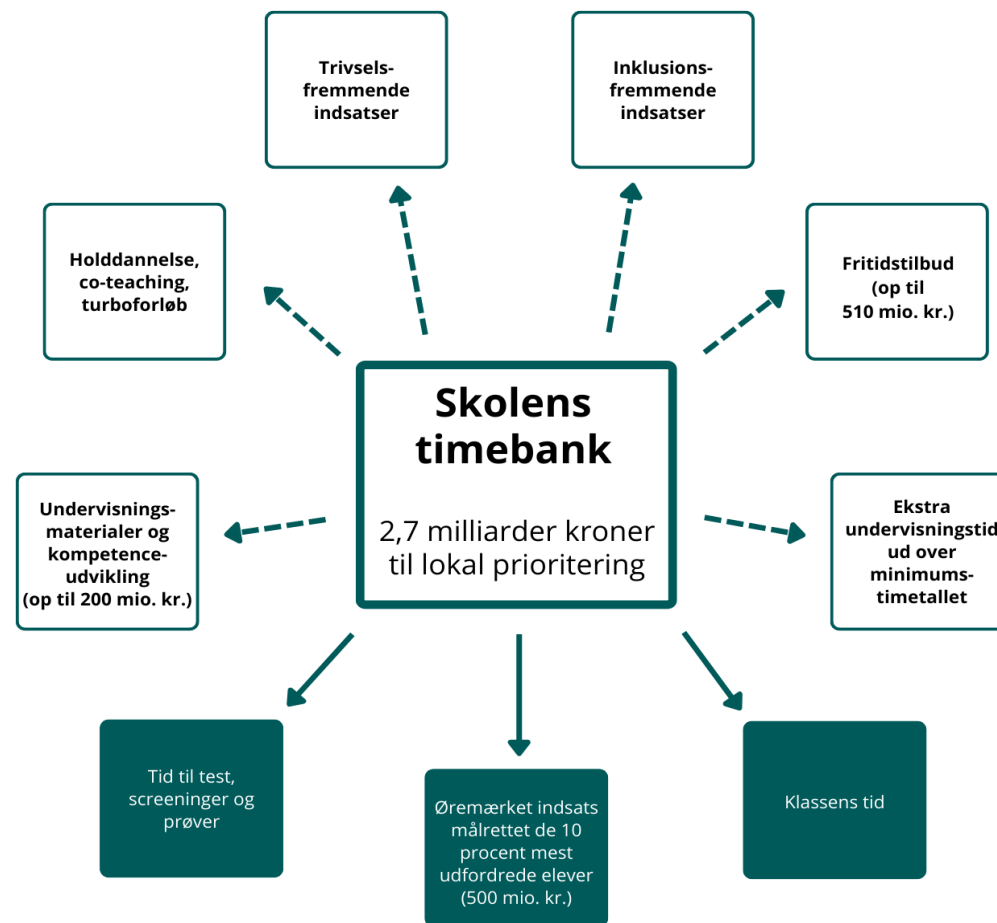 Trivsels-
fremmende
indsatser
Inklusions-
fremmende
indsatser
Holddannelse,
co-teaching,
turboforløb
Fritidstilbud
(op til
510 mio. kr.)
Skolens
timebank
2,7 milliarder kroner
til lokal prioritering
Undervisnings-
materialer og
kompetence-
udvikling
(op til 200 mio. kr.)
Ekstra
undervisningstid
ud over
minimums-
timetallet
Tid til test,
screeninger og
prøver
Øremærket indsats
målrettet de 10
procent mest
udfordrede elever
(500 mio. kr.)
Klassens tid